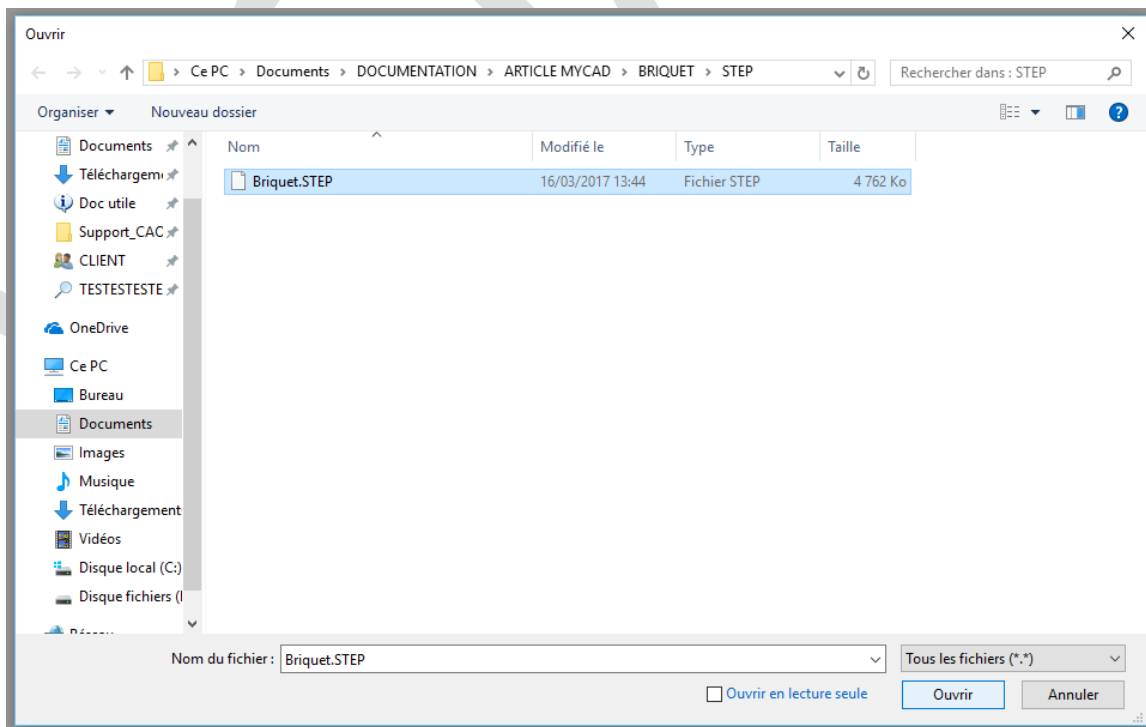 Ouvrir
Ce PC > Documents > DOCUMENTATION > ARTICLE MYCAD > BRIQUET > STEP
Rechercher dans : STEP
Organiser
Nouveau dossier
Nom
Modifié le
Type
Taille
Briquet.STEP
16/03/2017 13:44
Fichier STEP
4 762 Ko
Documents
Téléchargem
Doc utile
Support_CAC
CLIENT
TESTESTESTE
OneDrive
Ce PC
Bureau
Documents
Images
Musique
Téléchargement
Vidéos
Disque local (C:)
Disque fichiers (
Nom du fichier :
Briquet.STEP
Tous les fichiers (*.*)
Ouvrir en lecture seule
Ouvrir
Annuler